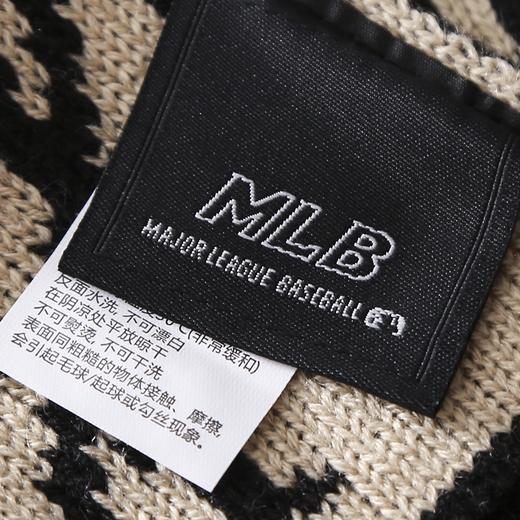 MLB
MAJOR LEAGUE BASEBALL
30℃(非常缓和)
反面水洗, 不可漂白
在阴凉处平放晾干
不可熨烫, 不可干洗
表面同粗糙的物体接触、摩擦,
会引起毛球/起球或勾丝现象。